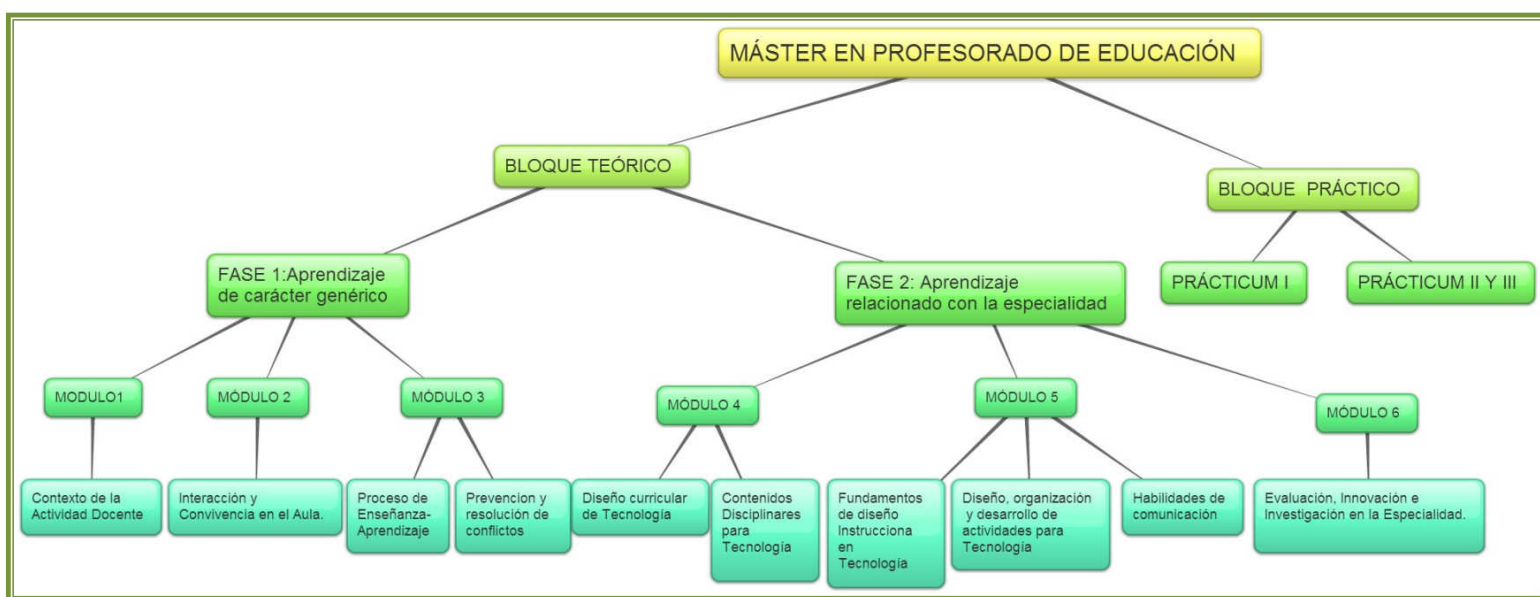 MÁSTER EN PROFESORADO DE EDUCACIÓN
BLOQUE TEÓRICO
BLOQUE PRÁCTICO
FASE 1:Aprendizaje
de carácter genérico
FASE 2: Aprendizaje
relacionado con la especialidad
PRÁCTICUM I
PRÁCTICUM II Y III
MODULO1
MÓDULO 2
MÓDULO 3
MÓDULO 4
MÓDULO 5
MÓDULO 6
Contexto de la
Actividad Docente
Interacción y
Convivencia en el Aula.
Proceso de
Enseñanza-
Aprendizaje
Prevencion y
resolución de
conflictos
Diseño curricular
de Tecnología
Contenidos
Disciplinares
para
Tecnología
Fundamentos
de diseño
Instrucciona
en
Tecnología
Diseño, organización
y desarrollo de
actividades para
Tecnología
Habilidades de
comunicación
Evaluación, Innovación e
Investigación en la Especialidad.